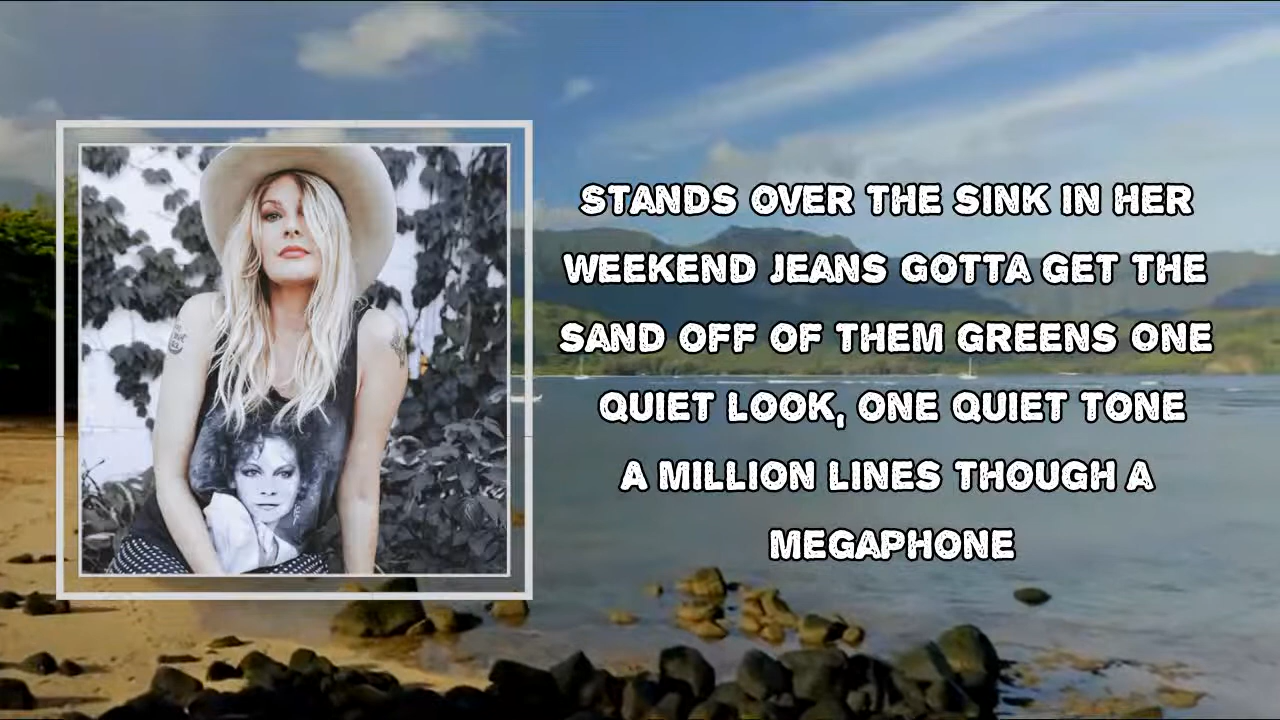 STANDS OVER THE SINK IN HER
WEEKEND JEANS GOTTA GET THE
SAND OFF OF THEM GREENS ONE
QUIET LOOK, ONE QUIET TONE
A MILLION LINES THOUGH A
MEGAPHONE